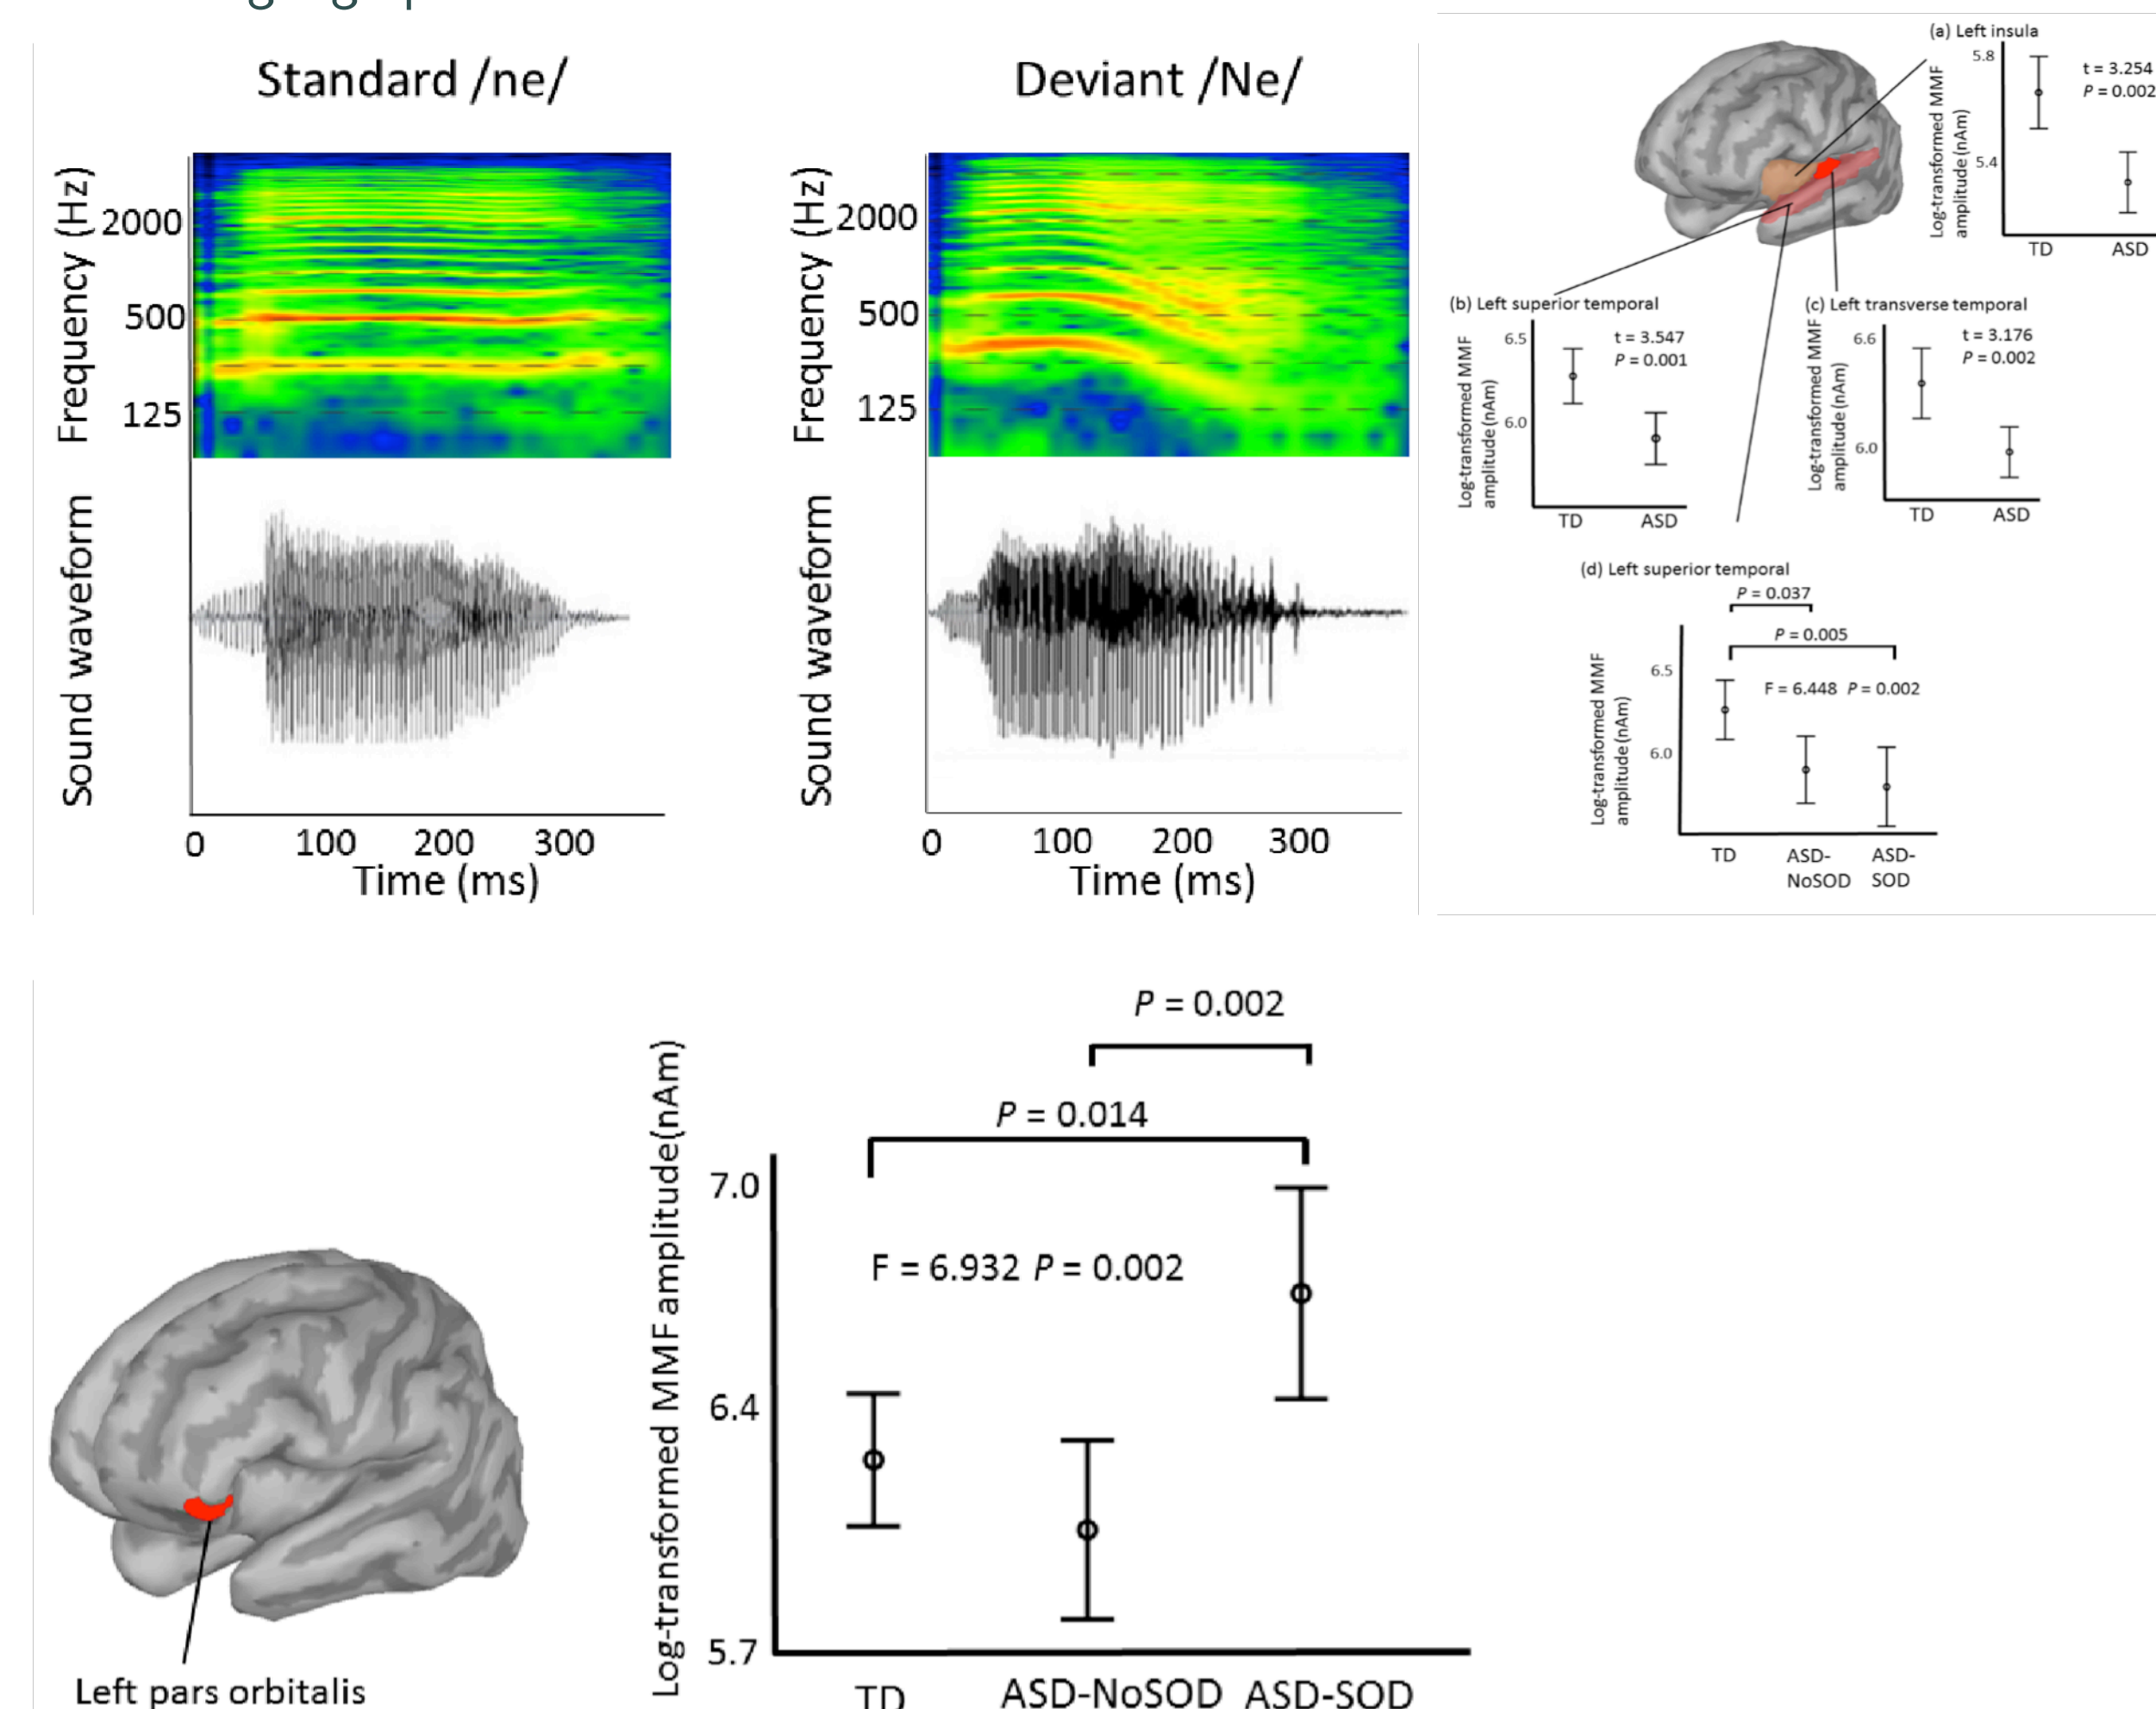 Standard /ne/
Frequency (Hz)
2000
500
125
Sound waveform
0 100 200 300
Time (ms)
Deviant /Ne/
Frequency (Hz)
2000
500
125
Sound waveform
0 100 200 300
Time (ms)
(a) Left insula
Log-transformed MMF
amplitude (nAm)
5.8
5.4
t = 3.254
P = 0.002
TD ASD
(b) Left superior temporal
Log-transformed MMF
amplitude (nAm)
6.5
6.0
t = 3.547
P = 0.001
TD ASD
(c) Left transverse temporal
Log-transformed MMF
amplitude (nAm)
6.6
6.0
t = 3.176
P = 0.002
TD ASD
(d) Left superior temporal
P = 0.037
P = 0.005
Log-transformed MMF
amplitude (nAm)
6.5
6.0
F = 6.448 P = 0.002
TD ASD-NoSOD ASD-SOD
P = 0.002
P = 0.014
Log-transformed MMF amplitude(nAm)
7.0
6.4
5.7
F = 6.932 P = 0.002
TD ASD-NoSOD ASD-SOD
Left pars orbitalis